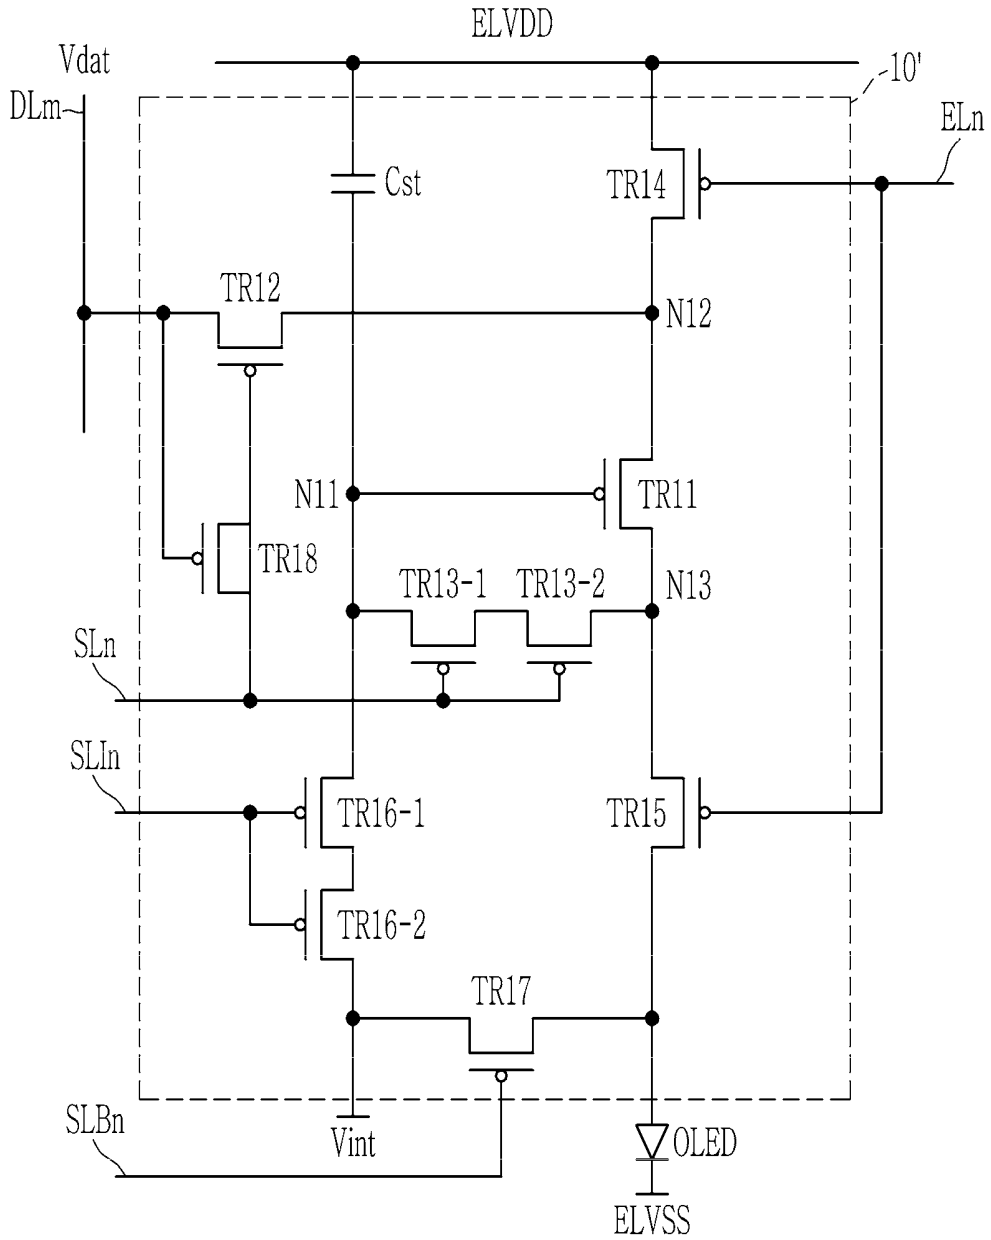 ELVDD
Vdat
10'
DLm
ELn
Cst
TR14
TR12
N12
N11
TR11
TR18
TR13-1
TR13-2
N13
SLn
SLIn
TR16-1
TR15
TR16-2
TR17
SLBn
Vint
OLED
ELVSS